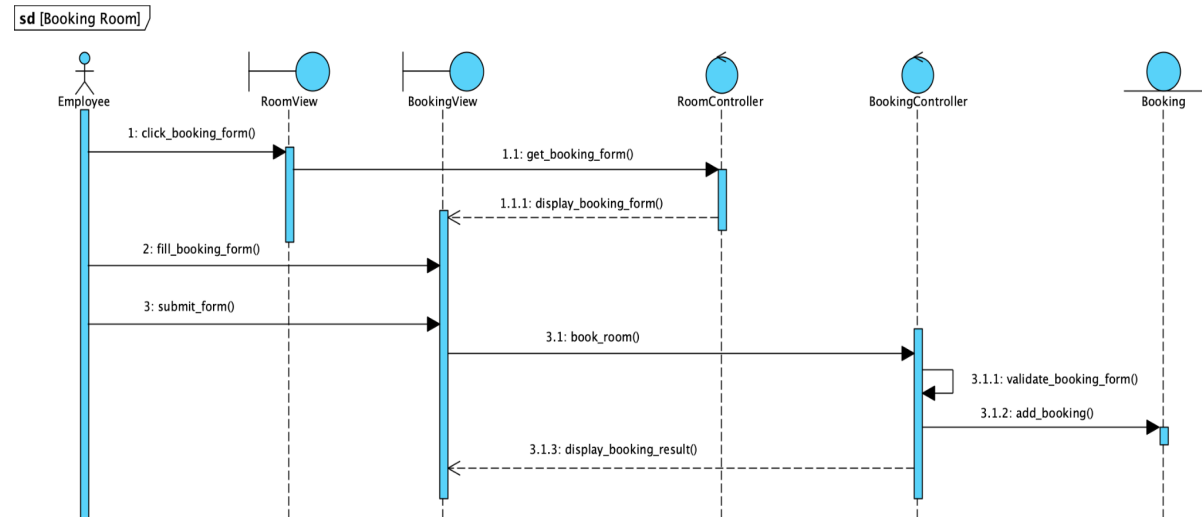 sd [Booking Room]
Employee
RoomView
BookingView
RoomController
BookingController
Booking
1: click_booking_form()
1.1: get_booking_form()
1.1.1: display_booking_form()
2: fill_booking_form()
3: submit_form()
3.1: book_room()
3.1.1: validate_booking_form()
3.1.2: add_booking()
3.1.3: display_booking_result()